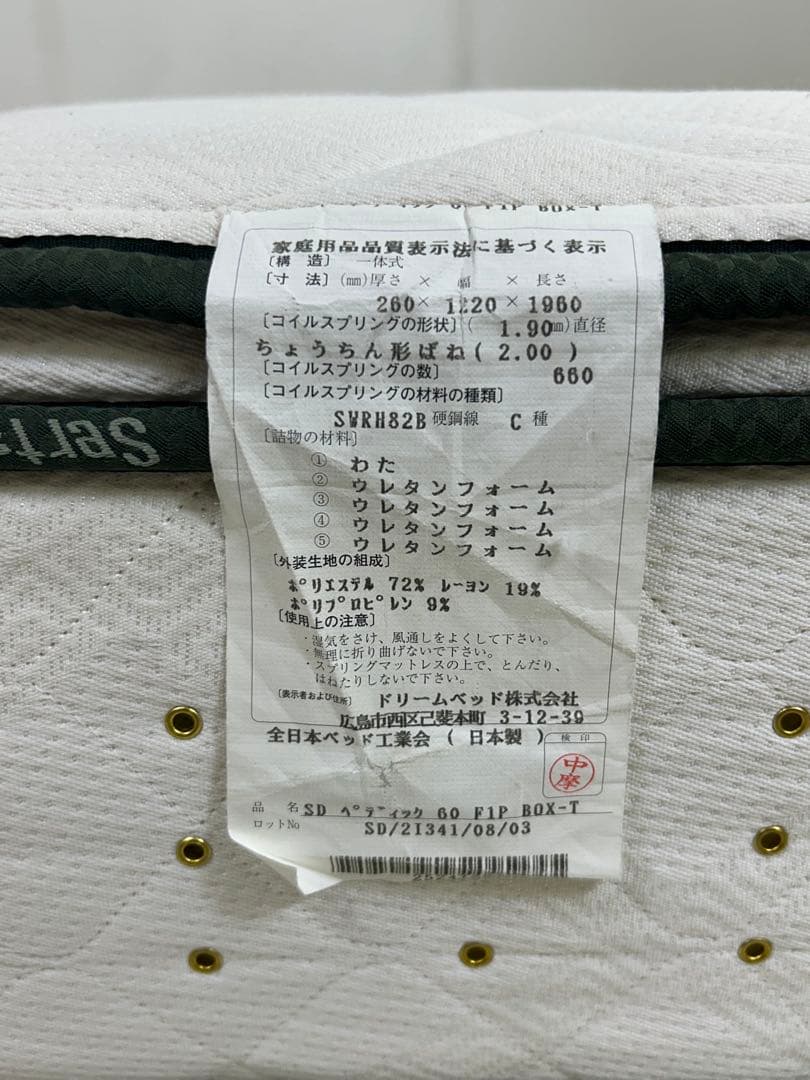 60 F1P BOX-T
家庭用品品質表示法に基づく表示
〔構 造〕 一体式
〔寸 法〕(㎜)厚さ × 幅 × 長さ
260× 1220 × 1960
〔コイルスプリングの形状〕( 1.90㎜)直径
ちょうちん形ばね( 2.00 )
〔コイルスプリングの数〕 660
〔コイルスプリングの材料の種類〕
SWRH82B 硬鋼線 C 種
〔詰物の材料〕
① わた
② ウレタンフォーム
③ ウレタンフォーム
④ ウレタンフォーム
⑤ ウレタンフォーム
〔外装生地の組成〕
ポリエステル 72% レーヨン 19%
ポリプロピレン 9%
〔使用上の注意〕
・湿気をさけ、風通しをよくして下さい。
・無理に折り曲げないで下さい。
・スプリングマットレスの上で、とんだり、
はねたりしないで下さい。
〔表示者および住所〕 ドリームベッド株式会社
広島市西区己斐本町 3-12-39
全日本ベッド工業会 ( 日本製 )
検印
中摩
品 名 SD ペディック 60 F1P BOX-T
ロットNo SD/21341/08/03
Serta